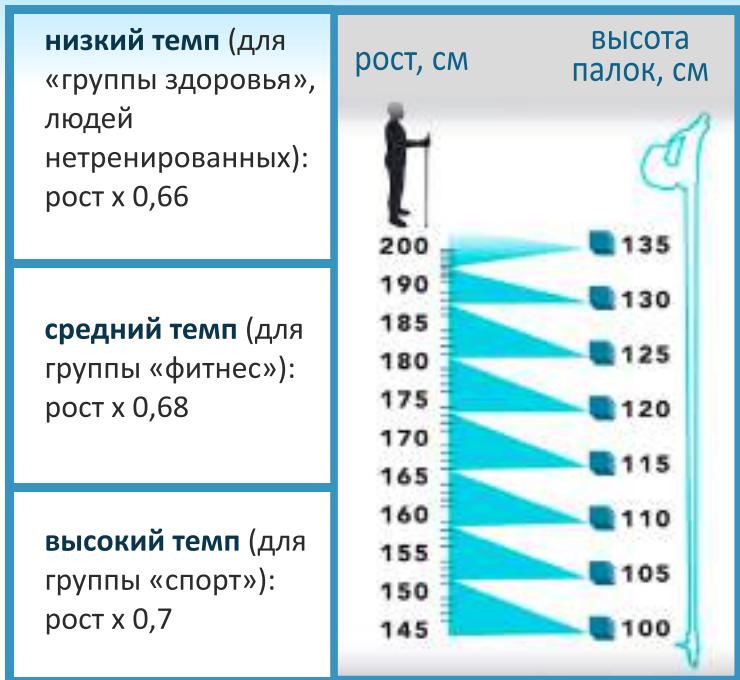 низкий темп (для
«группы здоровья»,
людей
нетренированных):
рост х 0,66
средний темп (для
группы «фитнес»):
рост х 0,68
высокий темп (для
группы «спорт»):
рост х 0,7
рост, см
высота
палок, см
200
190
185
180
175
170
165
160
155
150
145
135
130
125
120
115
110
105
100